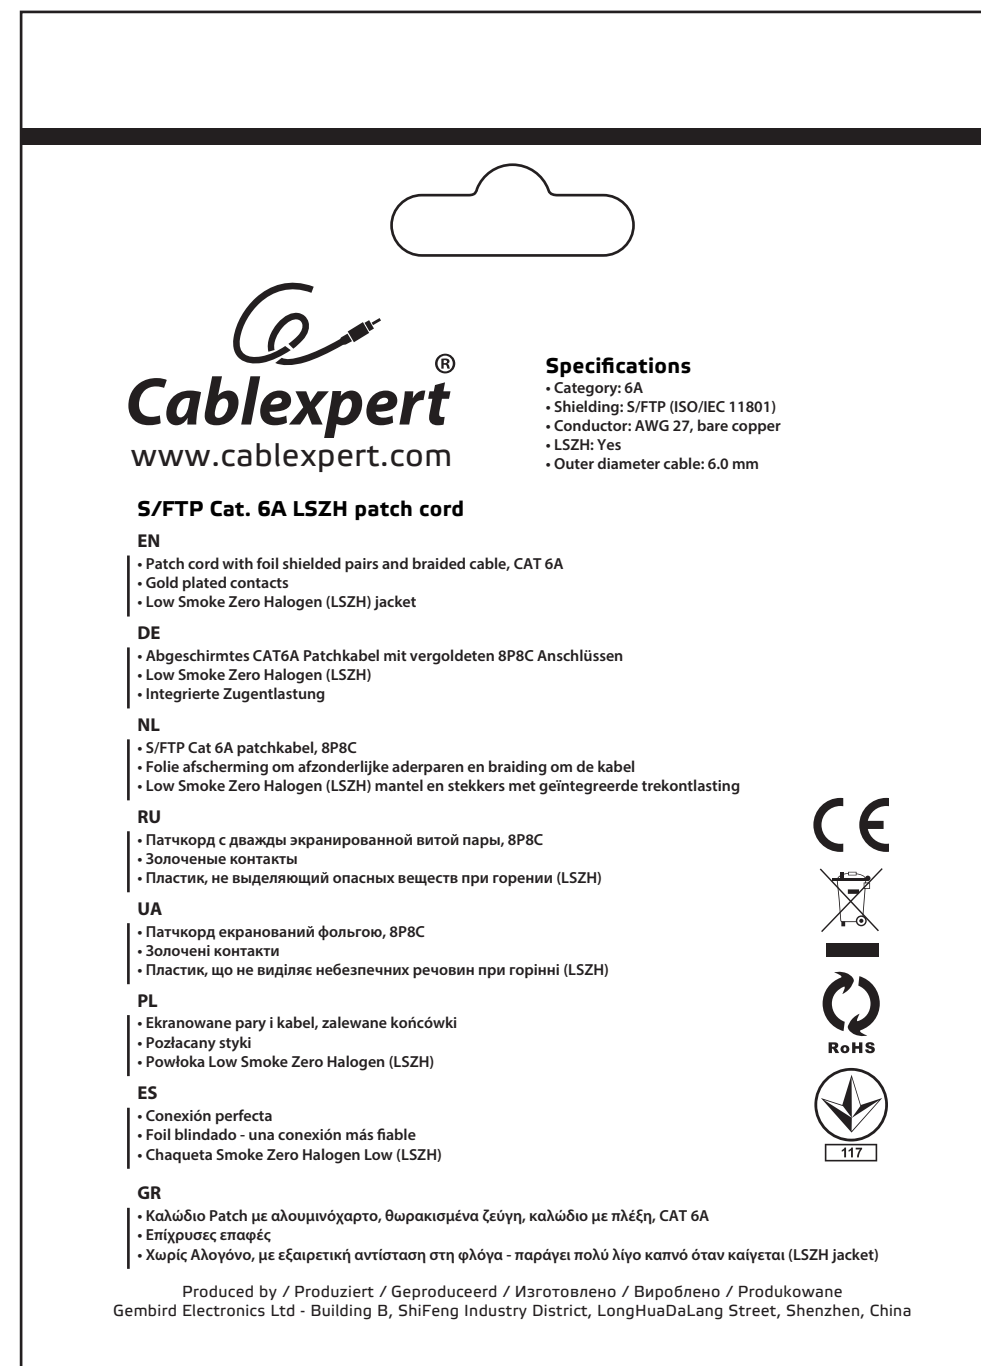 Cablexpert®
www.cablexpert.com
Specifications
• Category: 6A
• Shielding: S/FTP (ISO/IEC 11801)
• Conductor: AWG 27, bare copper
• LSZH: Yes
• Outer diameter cable: 6.0 mm
S/FTP Cat. 6A LSZH patch cord
EN
• Patch cord with foil shielded pairs and braided cable, CAT 6A
• Gold plated contacts
• Low Smoke Zero Halogen (LSZH) jacket
DE
• Abgeschirmtes CAT6A Patchkabel mit vergoldeten 8P8C Anschlüssen
• Low Smoke Zero Halogen (LSZH)
• Integrierte Zugentlastung
NL
• S/FTP Cat 6A patchkabel, 8P8C
• Folie afscherming om afzonderlijke aderparen en braiding om de kabel
• Low Smoke Zero Halogen (LSZH) mantel en stekkers met geïntegreerde trekontlasting
RU
• Патчкорд с дважды экранированной витой пары, 8P8C
• Золоченые контакты
• Пластик, не выделяющий опасных веществ при горении (LSZH)
UA
• Патчкорд екранований фольгою, 8P8C
• Золочені контакти
• Пластик, що не виділяє небезпечних речовин при горінні (LSZH)
PL
• Ekranowane pary i kabel, zalewane końcówki
• Pozłacany styki
• Powłoka Low Smoke Zero Halogen (LSZH)
ES
• Conexión perfecta
• Foil blindado - una conexión más fiable
• Chaqueta Smoke Zero Halogen Low (LSZH)
GR
• Καλώδιο Patch με αλουμινόχαρτο, θωρακισμένα ζεύγη, καλώδιο με πλέξη, CAT 6A
• Επίχρυσες επαφές
• Χωρίς Αλογόνο, με εξαιρετική αντίσταση στη φλόγα - παράγει πολύ λίγο καπνό όταν καίγεται (LSZH jacket)
CE
RoHS
117
Produced by / Produziert / Geproduceerd / Изготовлено / Вироблено / Produkowane
Gembird Electronics Ltd - Building B, ShiFeng Industry District, LongHuaDaLang Street, Shenzhen, China